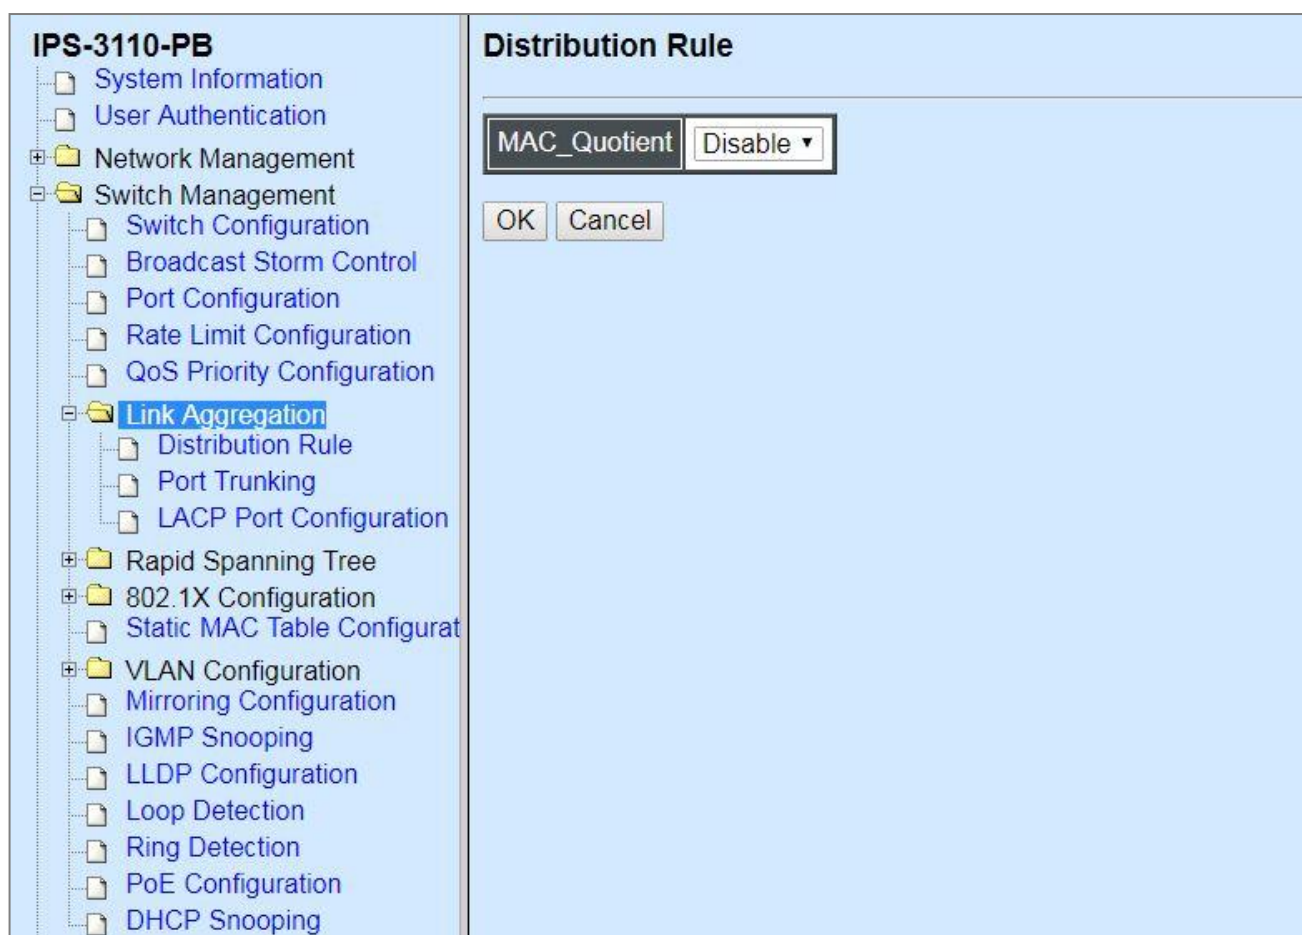 IPS-3110-PB
System Information
User Authentication
Network Management
Switch Management
Switch Configuration
Broadcast Storm Control
Port Configuration
Rate Limit Configuration
QoS Priority Configuration
Link Aggregation
Distribution Rule
Port Trunking
LACP Port Configuration
Rapid Spanning Tree
802.1X Configuration
Static MAC Table Configurat
VLAN Configuration
Mirroring Configuration
IGMP Snooping
LLDP Configuration
Loop Detection
Ring Detection
PoE Configuration
DHCP Snooping
Distribution Rule
MAC_Quotient Disable
OK Cancel